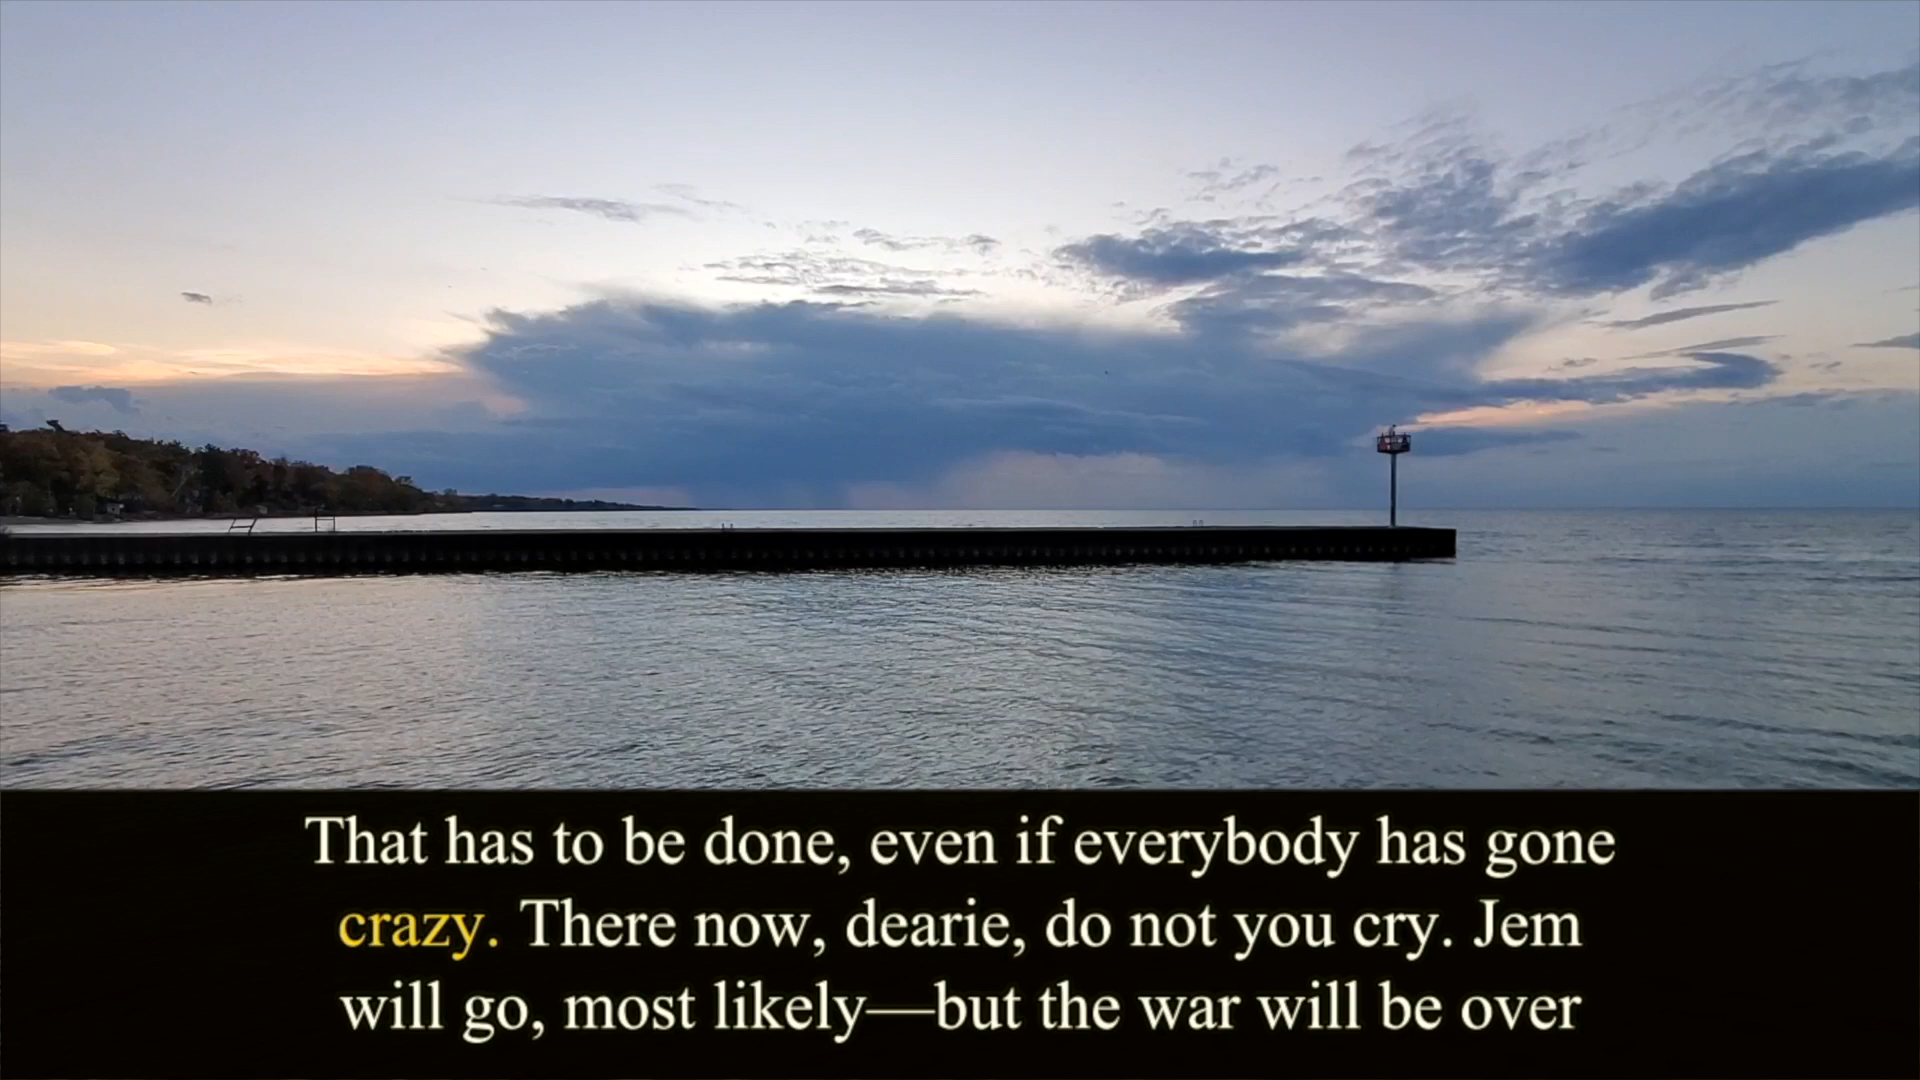 That has to be done, even if everybody has gone
crazy. There now, dearie, do not you cry. Jem
will go, most likely—but the war will be over